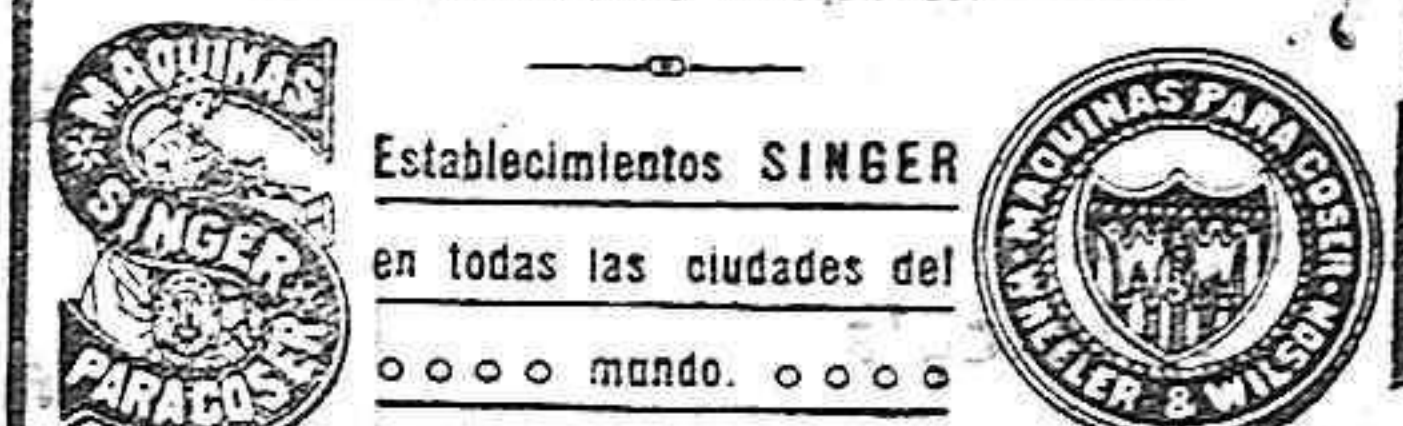 MAQUINAS
SINGER
PARA COSER
Establecimientos SINGER
en todas las ciudades del
o o o o mundo. o o o o
MAQUINAS PARA COSER WHEELER & WILSON
W & W